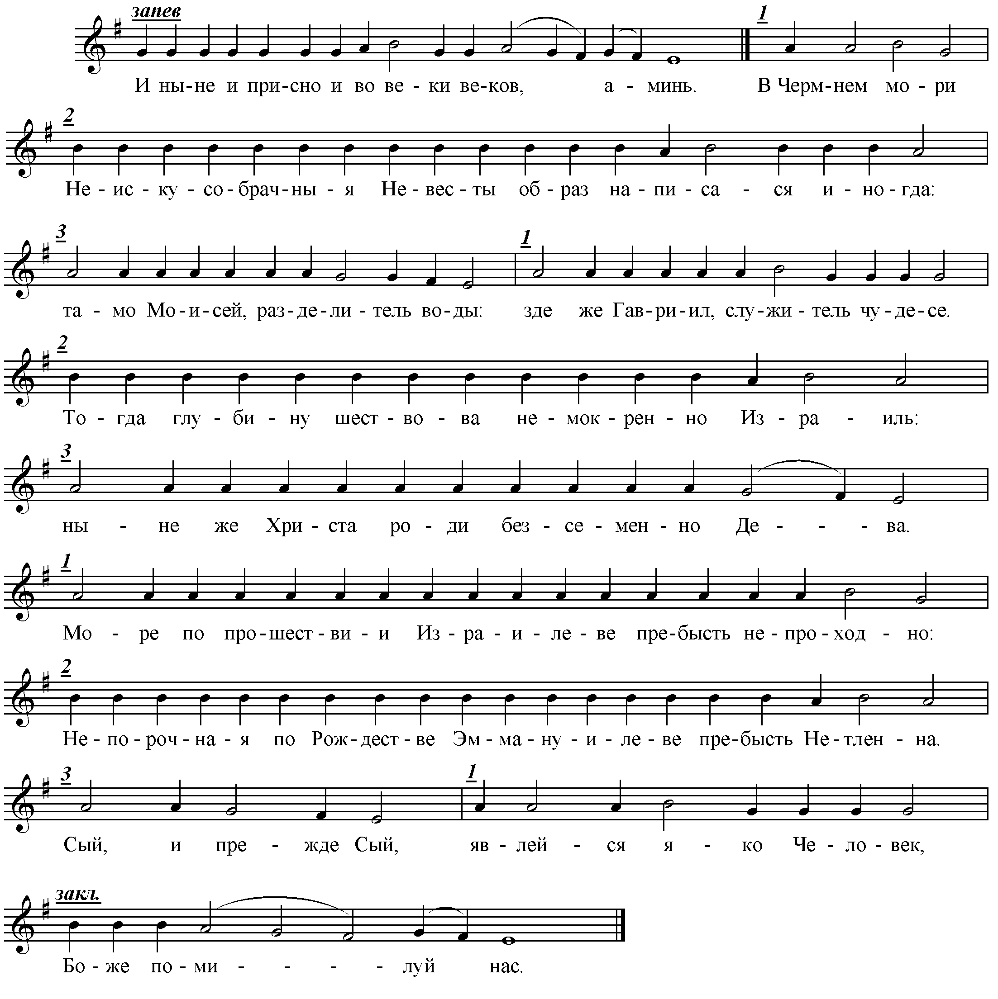 запев 1
И ны-не и при-сно и во ве - ки ве-ков, а - минь. В Черм-нем мо - ри
2
Не - ис - ку - со - брач-ны - я Не - вес - ты об - раз на - пи - са - ся и - но - гда:
3 1
та - мо Мо-и-сей, раз-де-ли - тель во-ды: зде же Гав-ри-ил, слу-жи - тель чу-де-се.
2
То - гда глу - би - ну шест - во - ва не - мок - рен - но Из - ра - иль:
3
ны - не же Хри - ста ро - ди без - се - мен - но Де - - - ва.
1
Мо - ре по про-шест - ви - и Из - ра - и - ле - ве пре-бысть не-про-ход - но:
2
Не - по - роч - на - я по Рож-дест - ве Эм - ма - ну - и - ле - ве пре-бысть Не-тлен - на.
3 1
Сый, и пре - жде Сый, яв - лей - ся я - ко Че - ло - век,
закл.
Бо - же по-ми - - - луй нас.